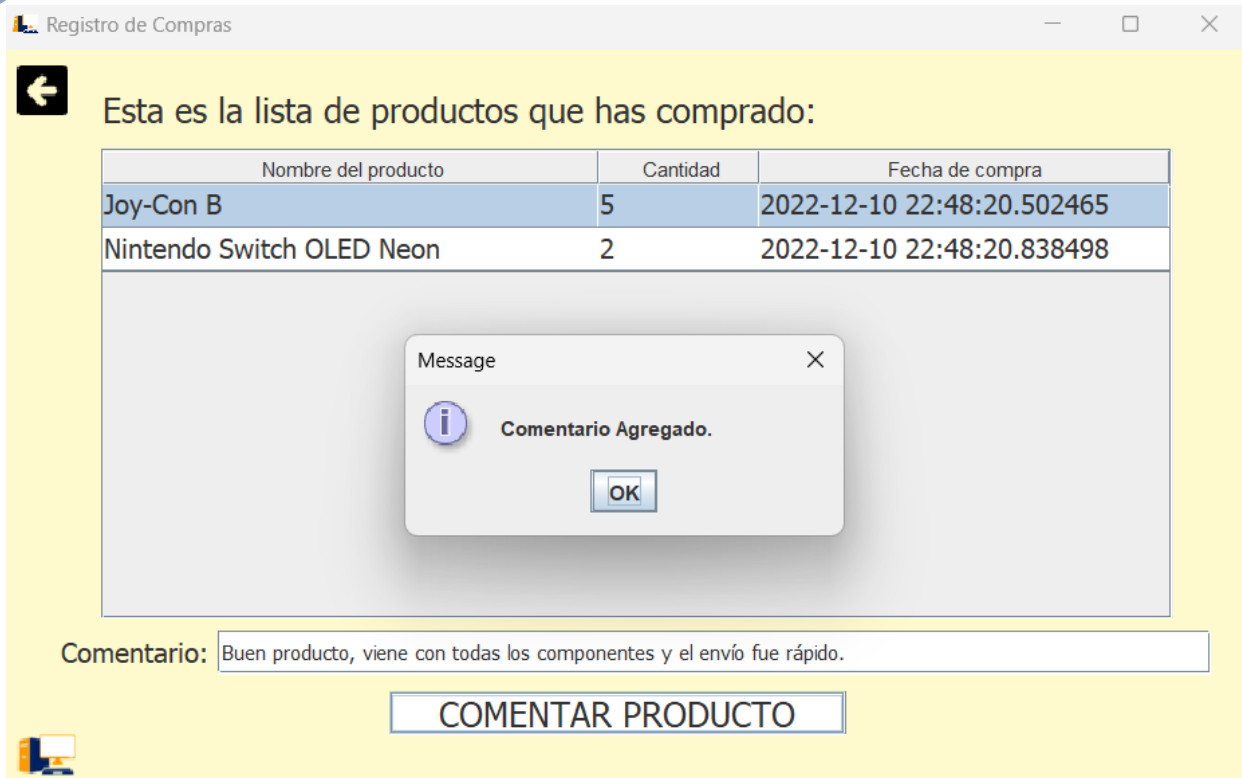 Registro de Compras
Esta es la lista de productos que has comprado:
Nombre del producto Cantidad Fecha de compra
Joy-Con B 5 2022-12-10 22:48:20.502465
Nintendo Switch OLED Neon 2 2022-12-10 22:48:20.838498
Message
Comentario Agregado.
OK
Comentario: Buen producto, viene con todas los componentes y el envío fue rápido.
COMENTAR PRODUCTO